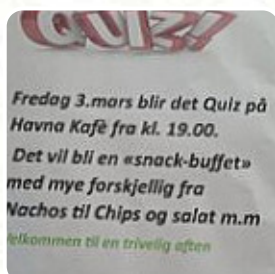 QUIZ!
Fredag 3.mars blir det Quiz på
Havna Kafè fra kl. 19.00.
Det vil bli en «snack-buffet»
med mye forskjellig fra
Nachos til Chips og salat m.m
Velkommen til en trivelig aften